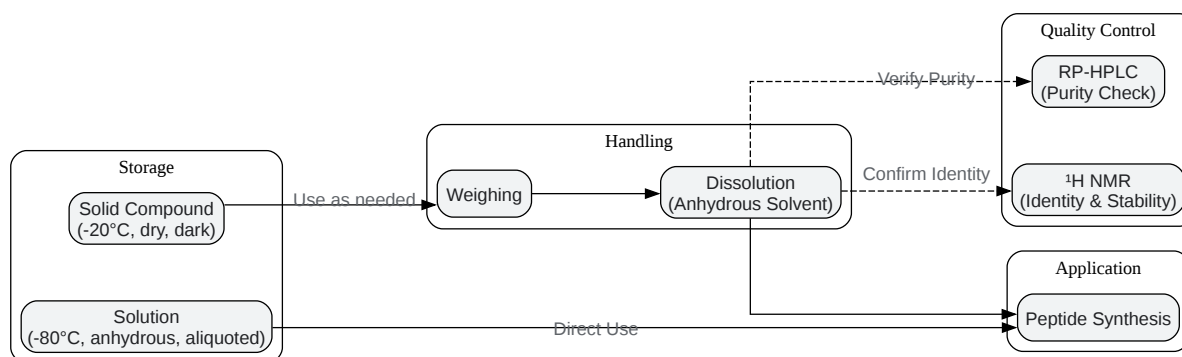 Quality Control
RP-HPLC
(Purity Check)
Verify Purity
Handling
Storage
Weighing
Dissolution
(Anhydrous Solvent)
Confirm Identity
¹H NMR
(Identity & Stability)
Solid Compound
(-20°C, dry, dark)
Use as needed
Application
Peptide Synthesis
Solution
(-80°C, anhydrous, aliquoted)
Direct Use